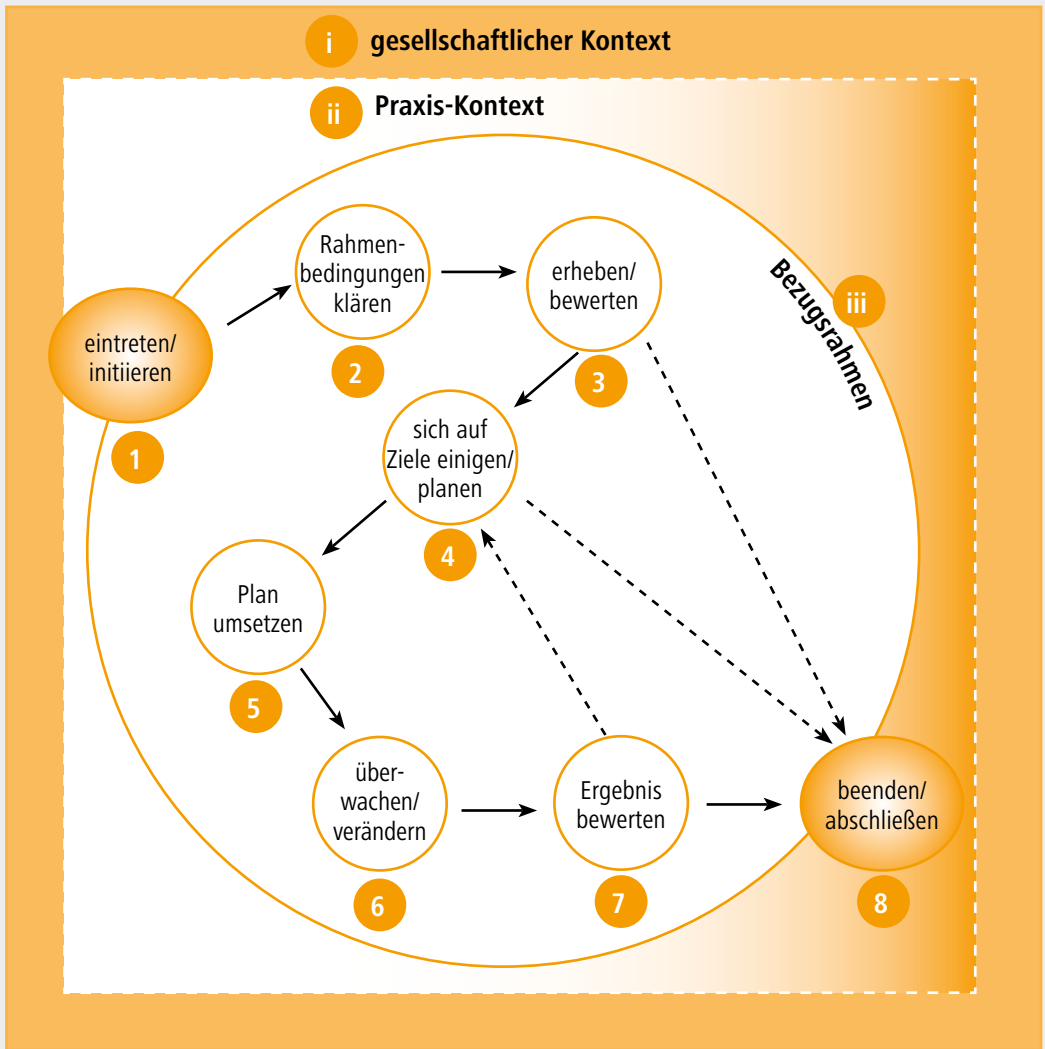 i gesellschaftlicher Kontext
ii Praxis-Kontext
Bezugsrahmen iii
eintreten/
initiieren
1
Rahmen-
bedingungen
klären
2
erheben/
bewerten
3
sich auf
Ziele einigen/
planen
4
Plan
umsetzen
5
über-
wachen/
verändern
6
Ergebnis
bewerten
7
beenden/
abschließen
8